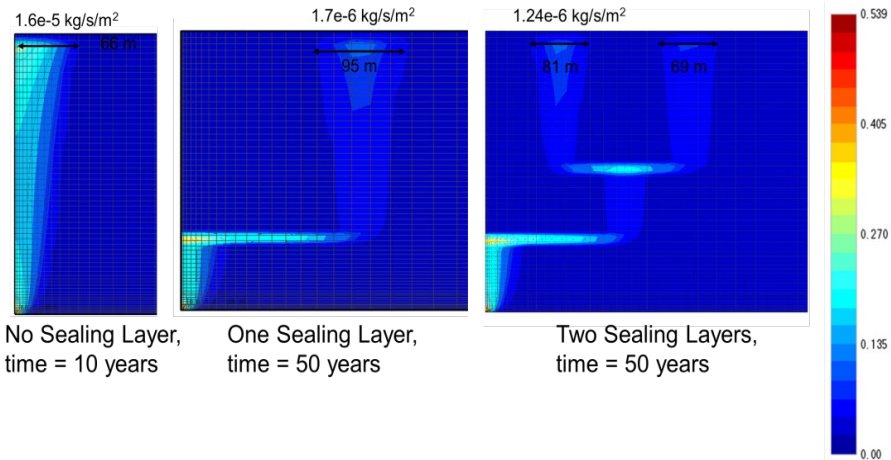 1.6e-5 kg/s/m²
66 m
1.7e-6 kg/s/m²
95 m
1.24e-6 kg/s/m²
81 m
69 m
0.539
0.405
0.270
0.135
0.00
No Sealing Layer,
time = 10 years
One Sealing Layer,
time = 50 years
Two Sealing Layers,
time = 50 years